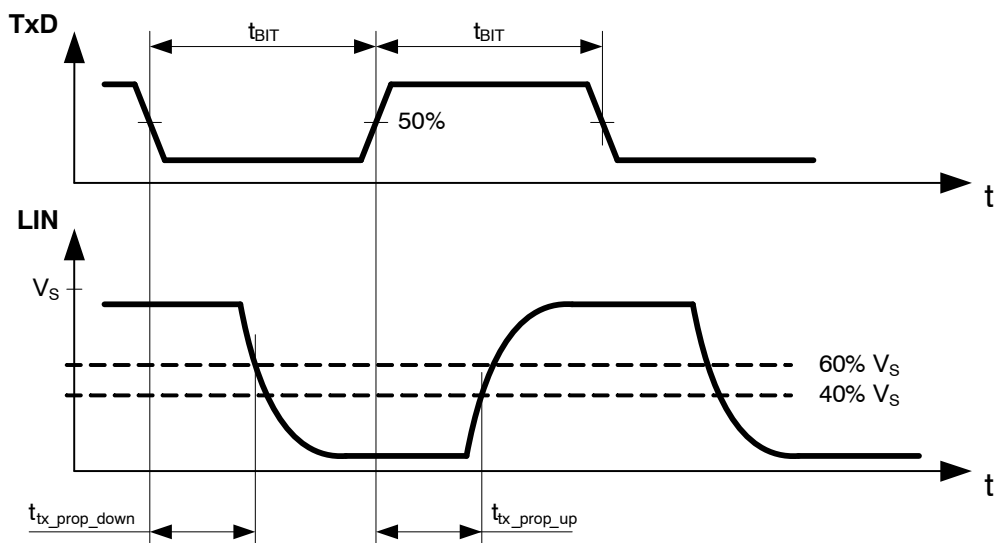 TxD
t_BIT t_BIT
50%
t
LIN
V_S
60% V_S
40% V_S
t
t_tx_prop_down t_tx_prop_up